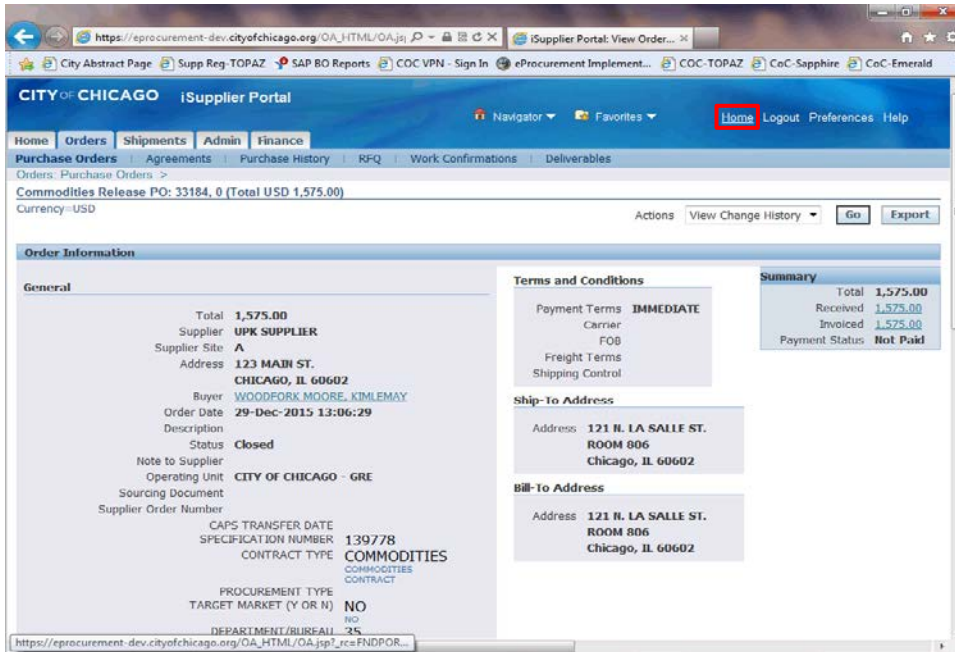 https://eprocurement-dev.cityofchicago.org/OA_HTML/OA.js
iSupplier Portal: View Order...
City Abstract Page Supp Reg-TOPAZ SAP BO Reports COC VPN - Sign In eProcurement Implement... COC-TOPAZ CoC-Sapphire CoC-Emerald
CITY OF CHICAGO iSupplier Portal
Navigator Favorites Home Logout Preferences Help
Home Orders Shipments Admin Finance
Purchase Orders Agreements Purchase History RFQ Work Confirmations Deliverables
Orders: Purchase Orders >
Commodities Release PO: 33184, 0 (Total USD 1,575.00)
Currency=USD
Actions View Change History Go Export
Order Information
General
Total 1,575.00
Supplier UPK SUPPLIER
Supplier Site A
Address 123 MAIN ST.
CHICAGO, IL 60602
Buyer WOODFORK MOORE, KIMLEMAY
Order Date 29-Dec-2015 13:06:29
Description
Status Closed
Note to Supplier
Operating Unit CITY OF CHICAGO - GRE
Sourcing Document
Supplier Order Number
CAPS TRANSFER DATE
SPECIFICATION NUMBER 139778
CONTRACT TYPE COMMODITIES
COMMODITIES
CONTRACT
PROCUREMENT TYPE
TARGET MARKET (Y OR N) NO
NO
DEPARTMENT/BUREAU 35
Terms and Conditions
Payment Terms IMMEDIATE
Carrier
FOB
Freight Terms
Shipping Control
Ship-To Address
Address 121 N. LA SALLE ST.
ROOM 806
Chicago, IL 60602
Bill-To Address
Address 121 N. LA SALLE ST.
ROOM 806
Chicago, IL 60602
Summary
Total 1,575.00
Received 1,575.00
Invoiced 1,575.00
Payment Status Not Paid
https://eprocurement-dev.cityofchicago.org/OA_HTML/OA.jsp?_rc=FNDPOR...